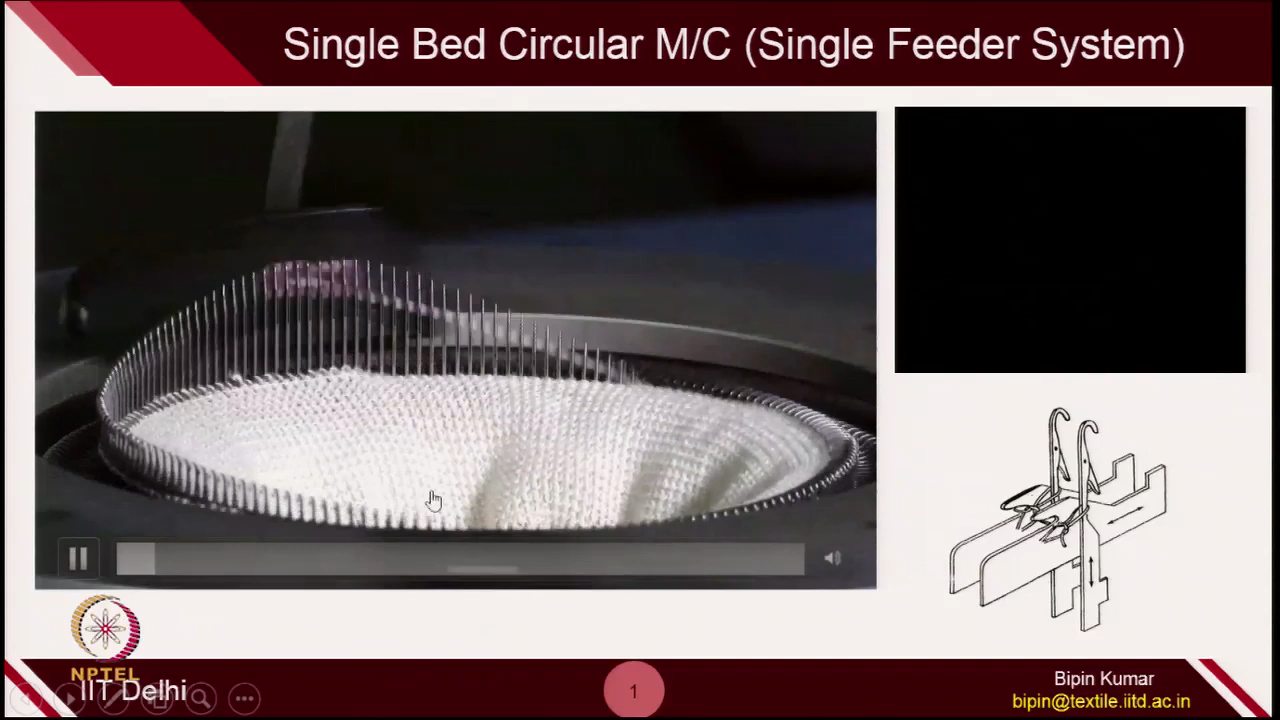 Single Bed Circular M/C (Single Feeder System)
NPTEL
IIT Delhi
1
Bipin Kumar
bipin@textile.iitd.ac.in